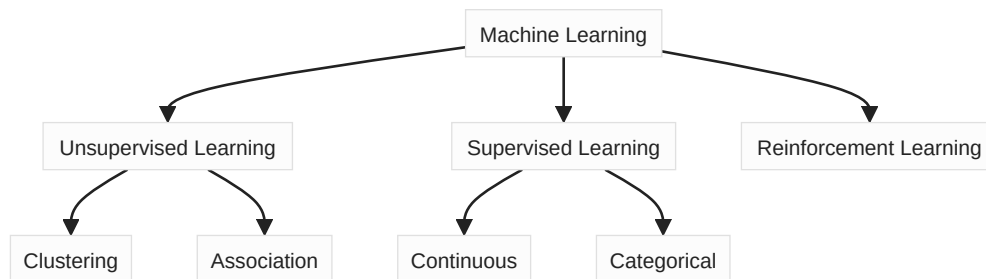 Machine Learning
Unsupervised Learning
Supervised Learning
Reinforcement Learning
Clustering
Association
Continuous
Categorical